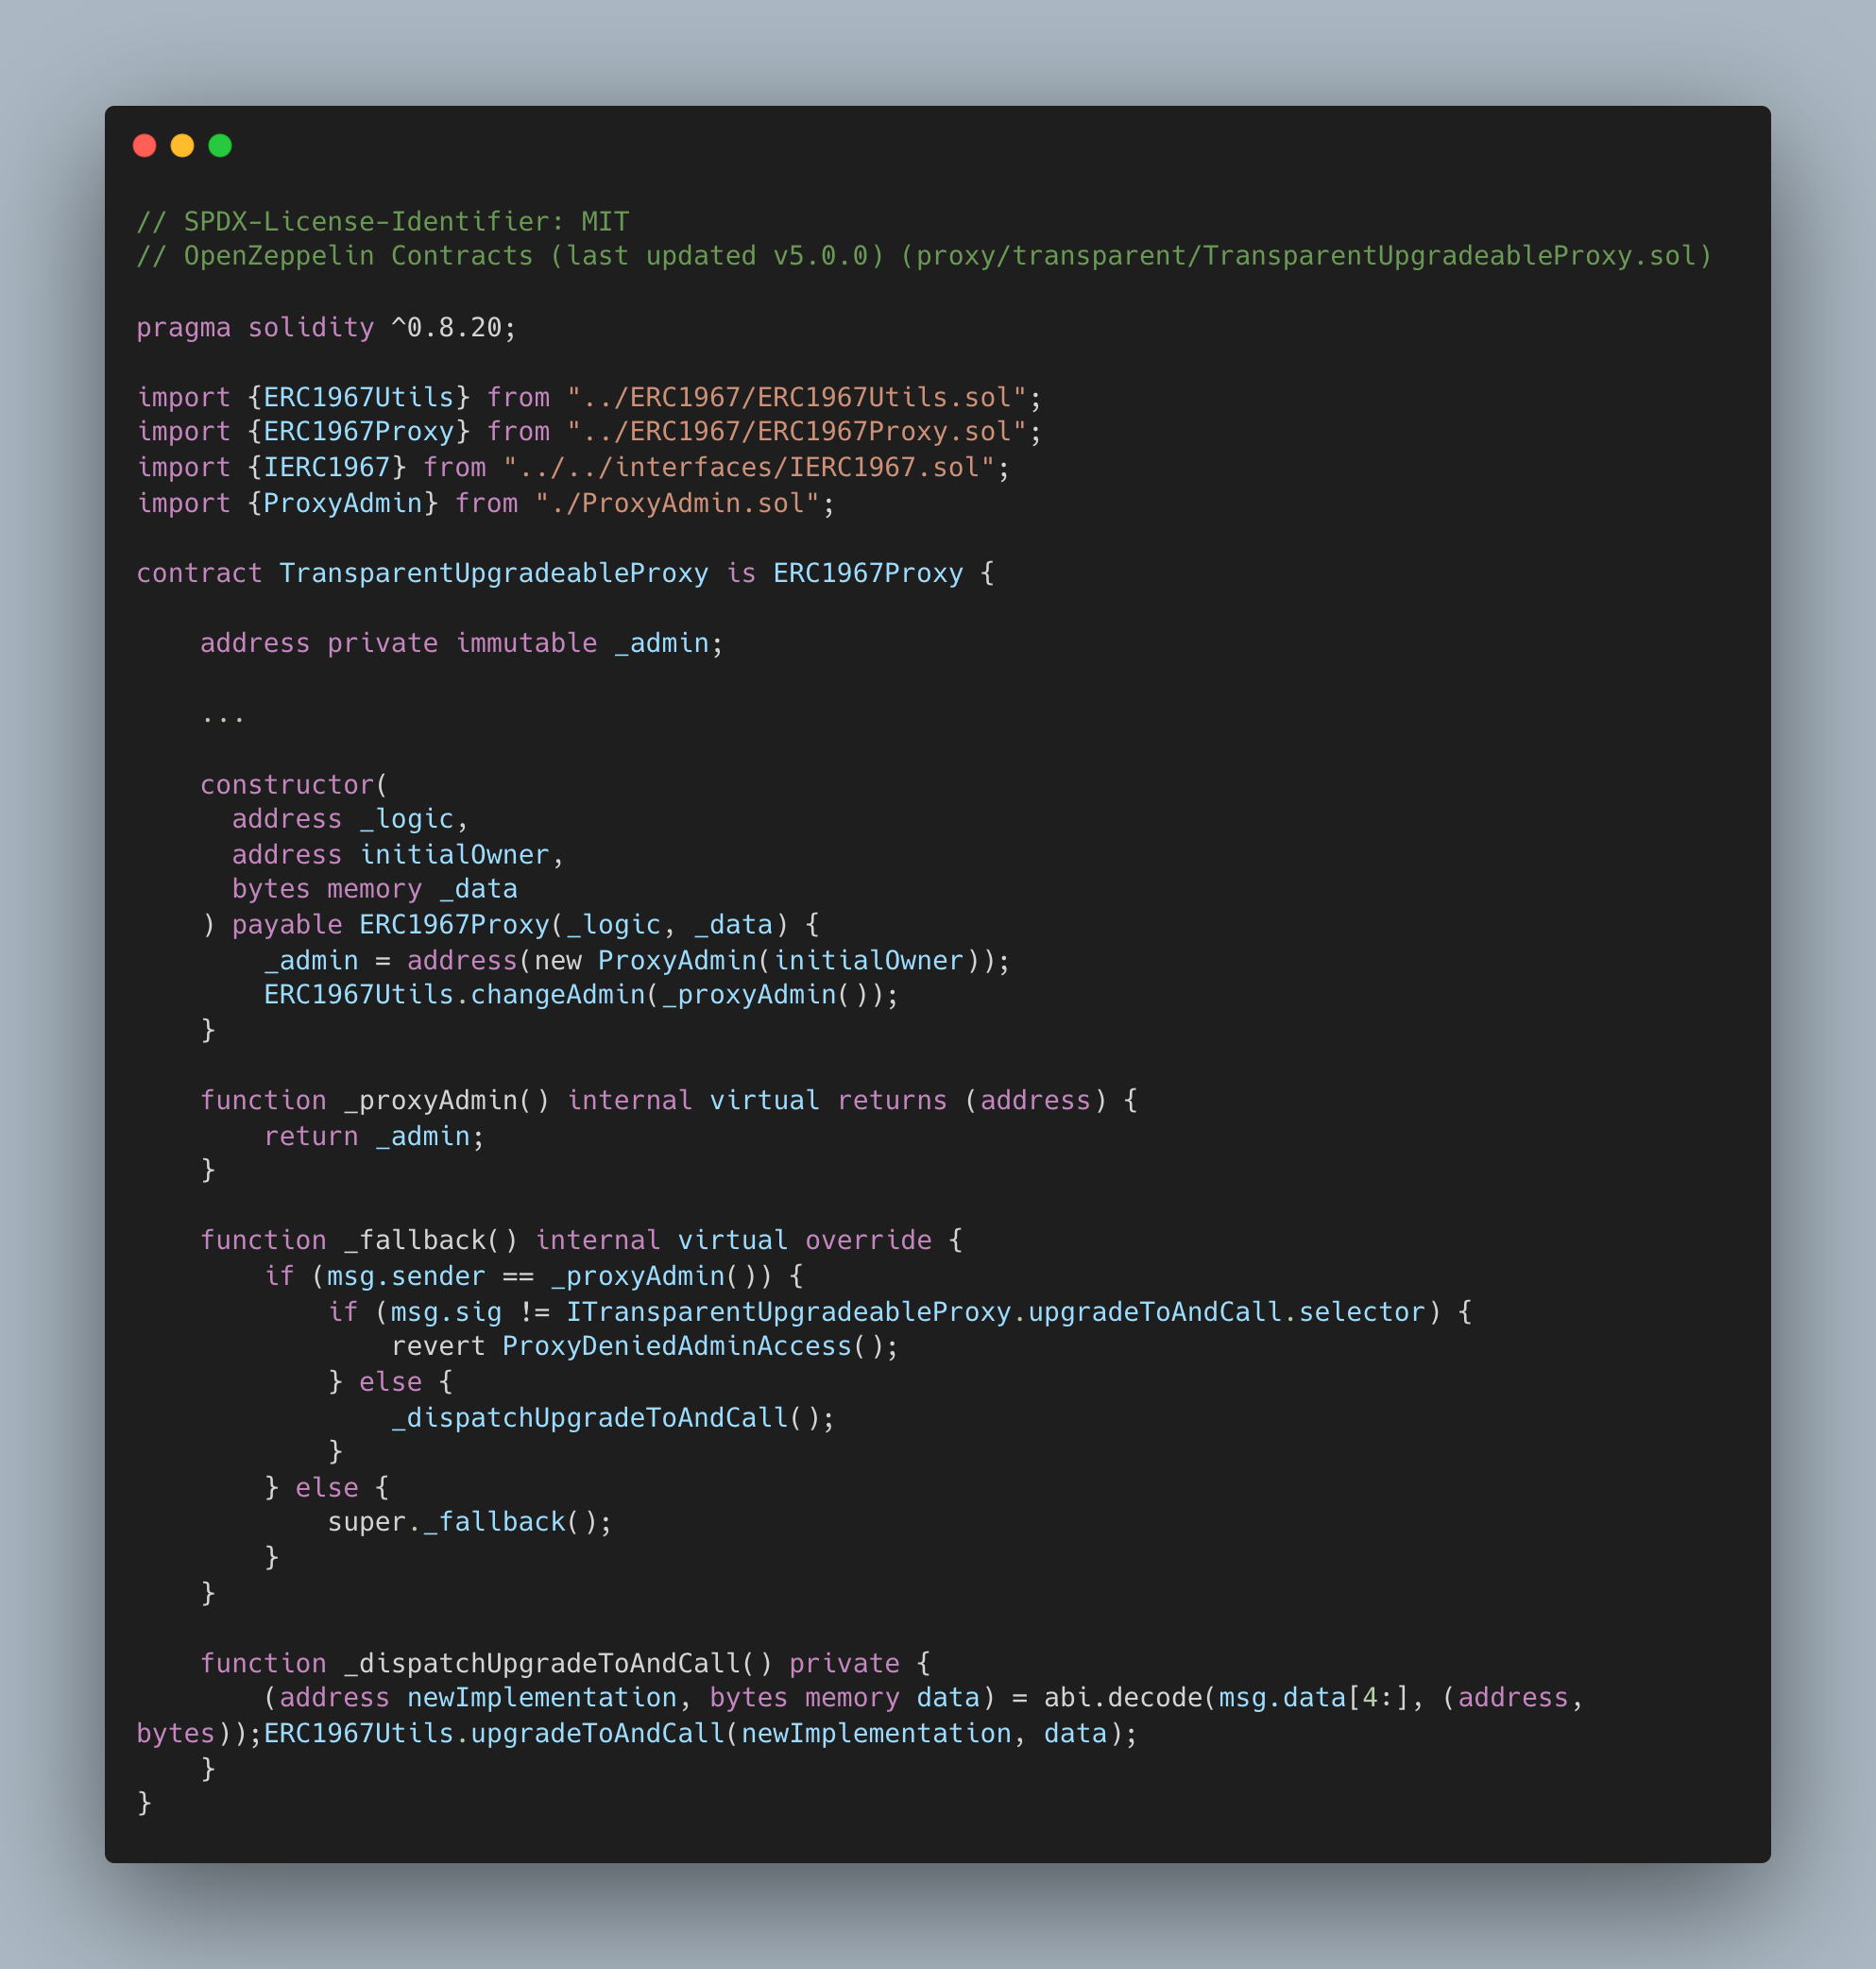 // SPDX-License-Identifier: MIT
// OpenZeppelin Contracts (last updated v5.0.0) (proxy/transparent/TransparentUpgradeableProxy.sol)

pragma solidity ^0.8.20;

import {ERC1967Utils} from "../ERC1967/ERC1967Utils.sol";
import {ERC1967Proxy} from "../ERC1967/ERC1967Proxy.sol";
import {IERC1967} from "../../interfaces/IERC1967.sol";
import {ProxyAdmin} from "./ProxyAdmin.sol";

contract TransparentUpgradeableProxy is ERC1967Proxy {

    address private immutable _admin;

    ...

    constructor(
      address _logic,
      address initialOwner,
      bytes memory _data
    ) payable ERC1967Proxy(_logic, _data) {
        _admin = address(new ProxyAdmin(initialOwner));
        ERC1967Utils.changeAdmin(_proxyAdmin());
    }

    function _proxyAdmin() internal virtual returns (address) {
        return _admin;
    }

    function _fallback() internal virtual override {
        if (msg.sender == _proxyAdmin()) {
            if (msg.sig != ITransparentUpgradeableProxy.upgradeToAndCall.selector) {
                revert ProxyDeniedAdminAccess();
            } else {
                _dispatchUpgradeToAndCall();
            }
        } else {
            super._fallback();
        }
    }

    function _dispatchUpgradeToAndCall() private {
        (address newImplementation, bytes memory data) = abi.decode(msg.data[4:], (address,
bytes));ERC1967Utils.upgradeToAndCall(newImplementation, data);
    }
}